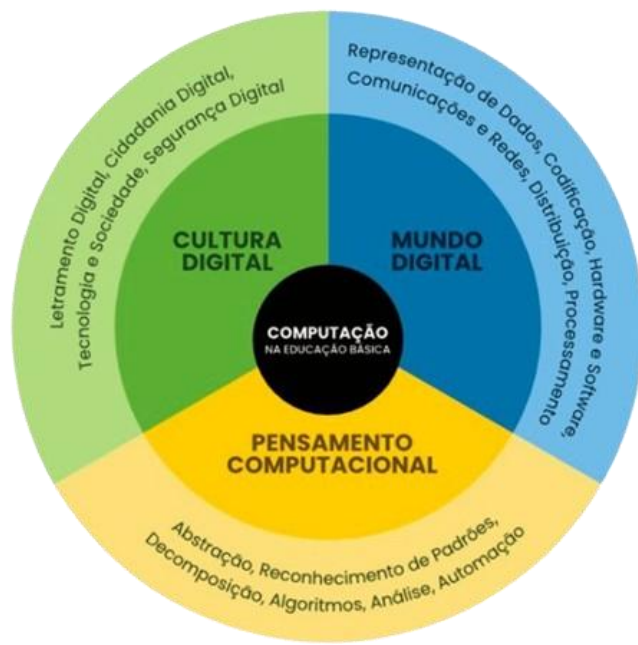 Letramento Digital, Cidadania Digital,
Tecnologia e Sociedade, Segurança Digital
Representação de Dados, Codificação, Hardware e Software,
Comunicações e Redes, Distribuição, Processamento
CULTURA
DIGITAL
MUNDO
DIGITAL
COMPUTAÇÃO
NA EDUCAÇÃO BÁSICA
PENSAMENTO
COMPUTACIONAL
Abstração, Reconhecimento de Padrões,
Decomposição, Algoritmos, Análise, Automação